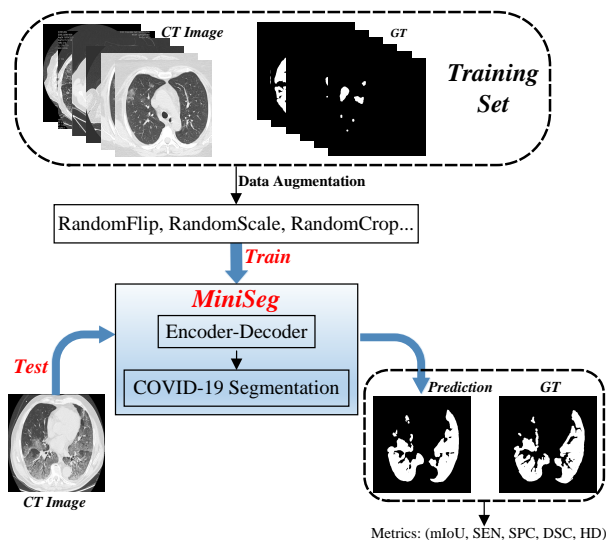 CT Image
GT
Training
Set
Data Augmentation
RandomFlip, RandomScale, RandomCrop...
Train
MiniSeg
Encoder-Decoder
COVID-19 Segmentation
Test
CT Image
Prediction
GT
Metrics: (mIoU, SEN, SPC, DSC, HD)